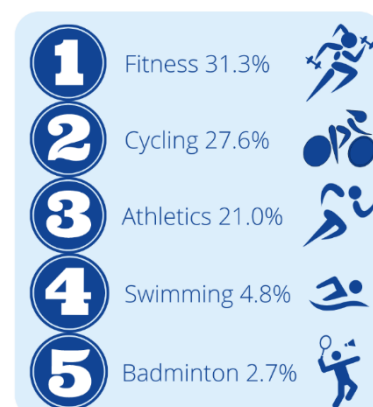 1 Fitness 31.3%
2 Cycling 27.6%
3 Athletics 21.0%
4 Swimming 4.8%
5 Badminton 2.7%